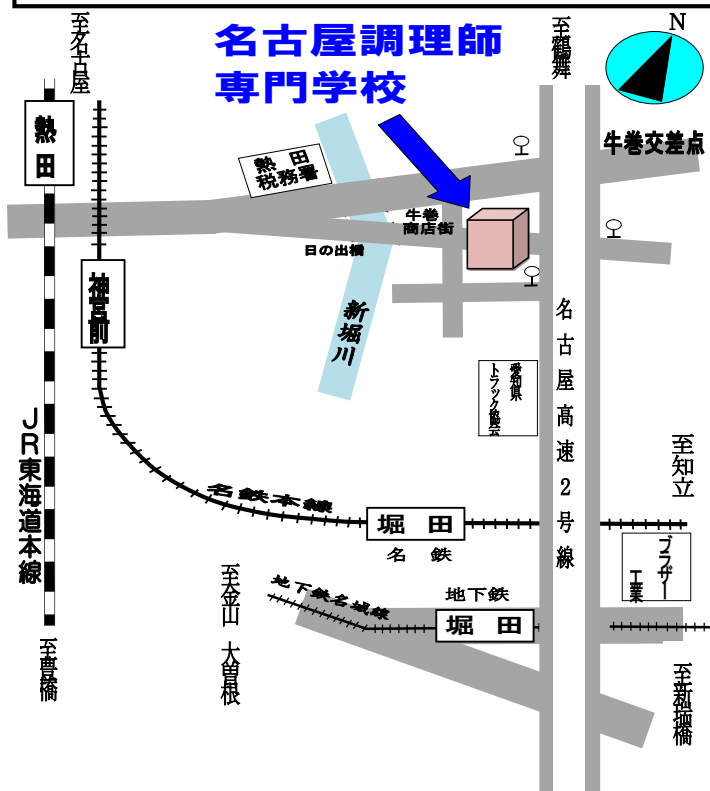 至名古屋
名古屋調理師
専門学校
至鶴舞
N
熱田
熱田
税務署
牛巻交差点
牛巻
商店街
日の出橋
神宮前
新堀川
名古屋高速2号線
愛知県
トラック協会
JR東海道本線
至知立
名鉄本線
堀田
名鉄
ブラザー
工業
至金山 大曽根
地下鉄名城線
地下鉄
堀田
至豊橋
至新瑞橋